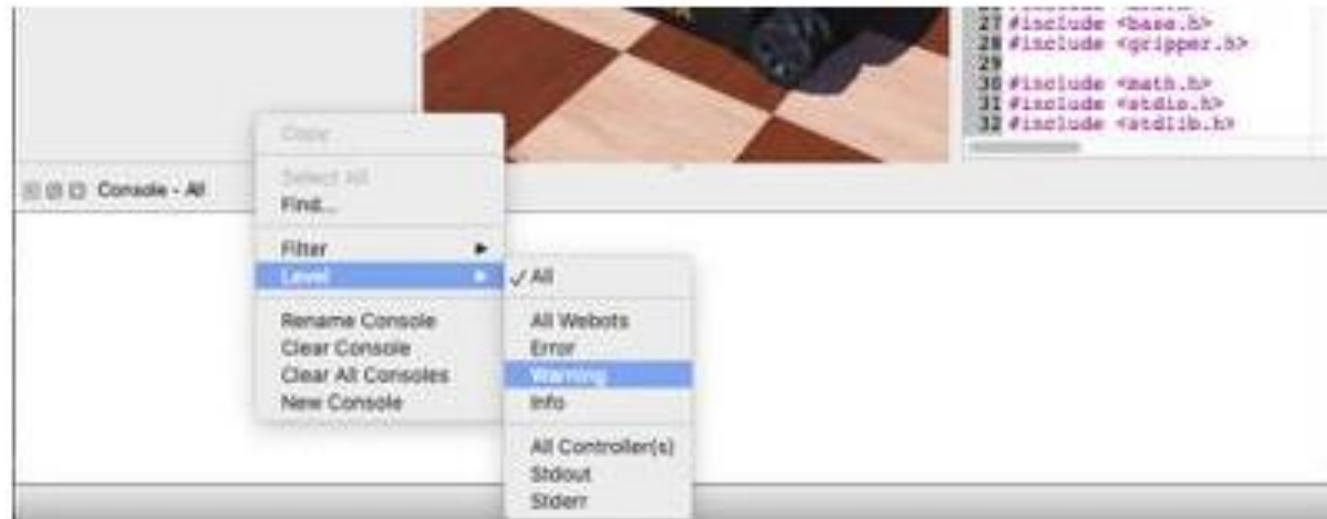 27 #include <base.h>
28 #include <gripper.h>
29
30 #include <math.h>
31 #include <stdio.h>
32 #include <stdlib.h>
Console - All
Copy
Select All
Find...
Filter
Level
Rename Console
Clear Console
Clear All Consoles
New Console
✓ All
All Webots
Error
Warning
Info
All Controller(s)
Stdout
Stderr